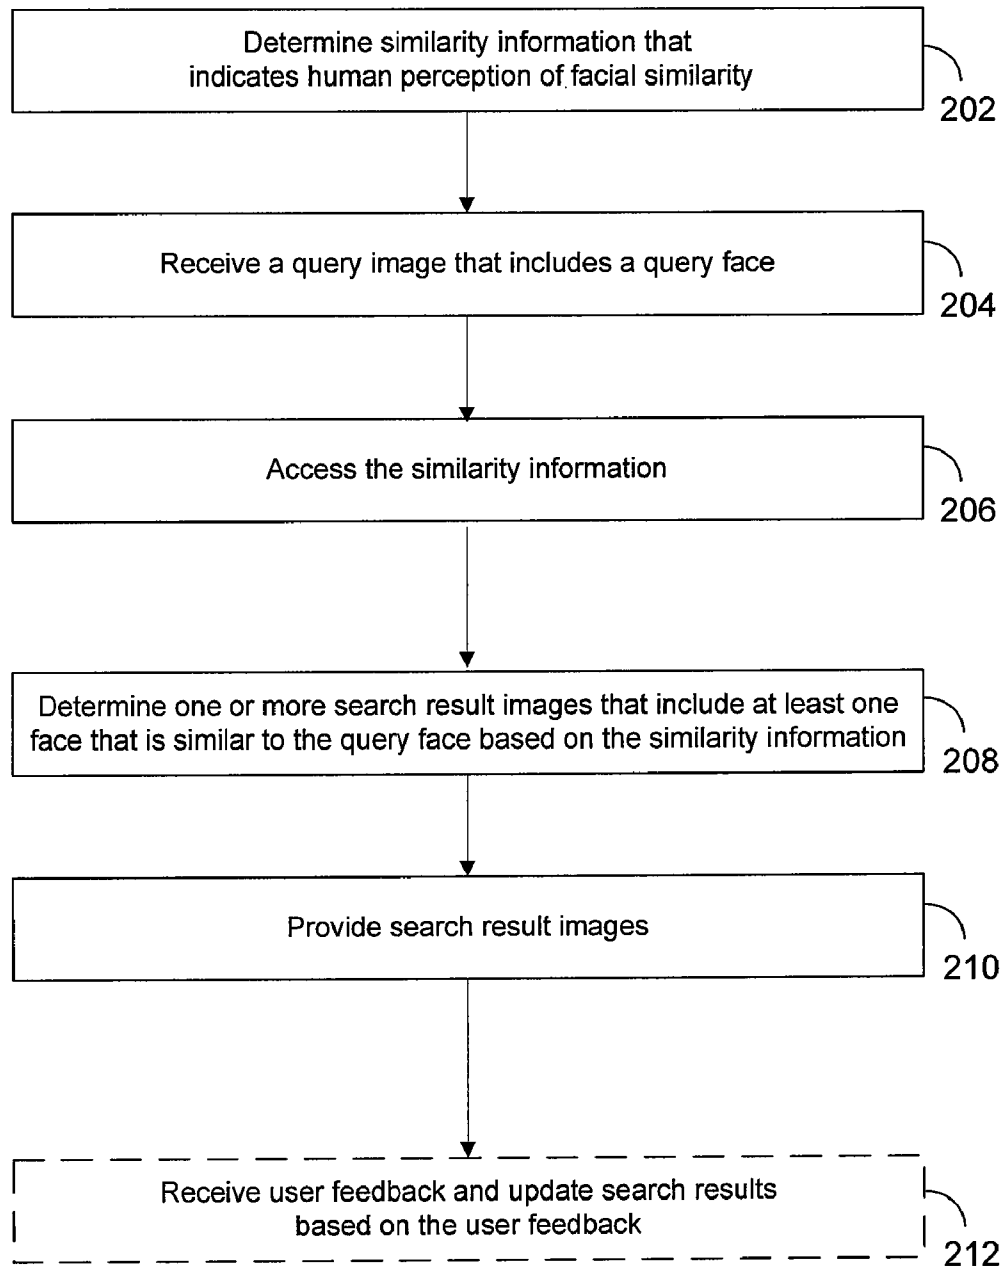 Determine similarity information that
indicates human perception of facial similarity
202
Receive a query image that includes a query face
204
Access the similarity information
206
Determine one or more search result images that include at least one
face that is similar to the query face based on the similarity information
208
Provide search result images
210
Receive user feedback and update search results
based on the user feedback
212